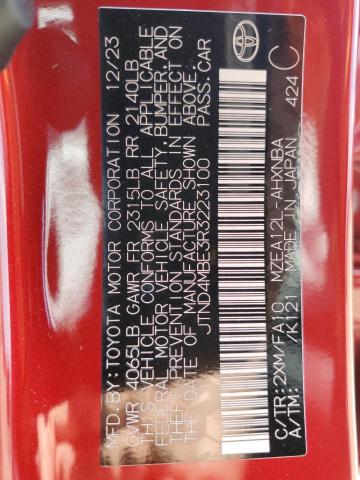 MFD.BY:TOYOTA MOTOR CORPORATION 12/23
GVWR 4065LB GAWR FR 2315LB RR 2140LB
THIS VEHICLE CONFORMS TO ALL APPLICABLE
FEDERAL MOTOR VEHICLE SAFETY, BUMPER, AND
THEFT PREVENTION STANDARDS IN EFFECT ON
THE DATE OF MANUFACTURE SHOWN ABOVE.
JTND4MBE3R3223100 PASS.CAR
C/TR:2XM/FA10 MZEA12L-AHXNBA
A/TM: /K121 MADE IN JAPAN 424 C
TOYOTA